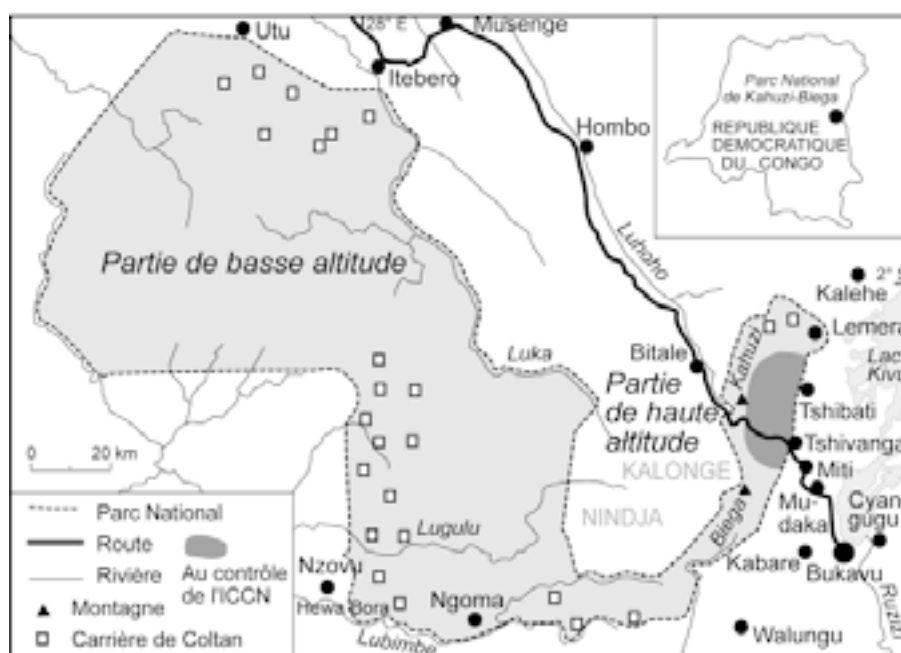 28° E
Musenge
Utu
Itebero
Hombo
Parc National
de Kahuzi-Biega
REPUBLIQUE
DEMOCRATIQUE
DU CONGO
Partie de basse altitude
Luhoho
2°
Kalehe
Lemera
Lac
Luka
Bitale
Kahuzi
Partie
de haute
altitude
Tshibati
Tshivanga
KALONGE
Miti
NINDJA
Mu-
daka
Cyan-
gugu
Biega
Lugulu
Kabare
Bukavu
Ruzizi
Nzovu
Hewa Bora
Ngoma
Lubimbe
Walungu
0 20 km
Parc National
Route
Rivière
Au contrôle
de l'ICCN
Montagne
Carrière de Coltan